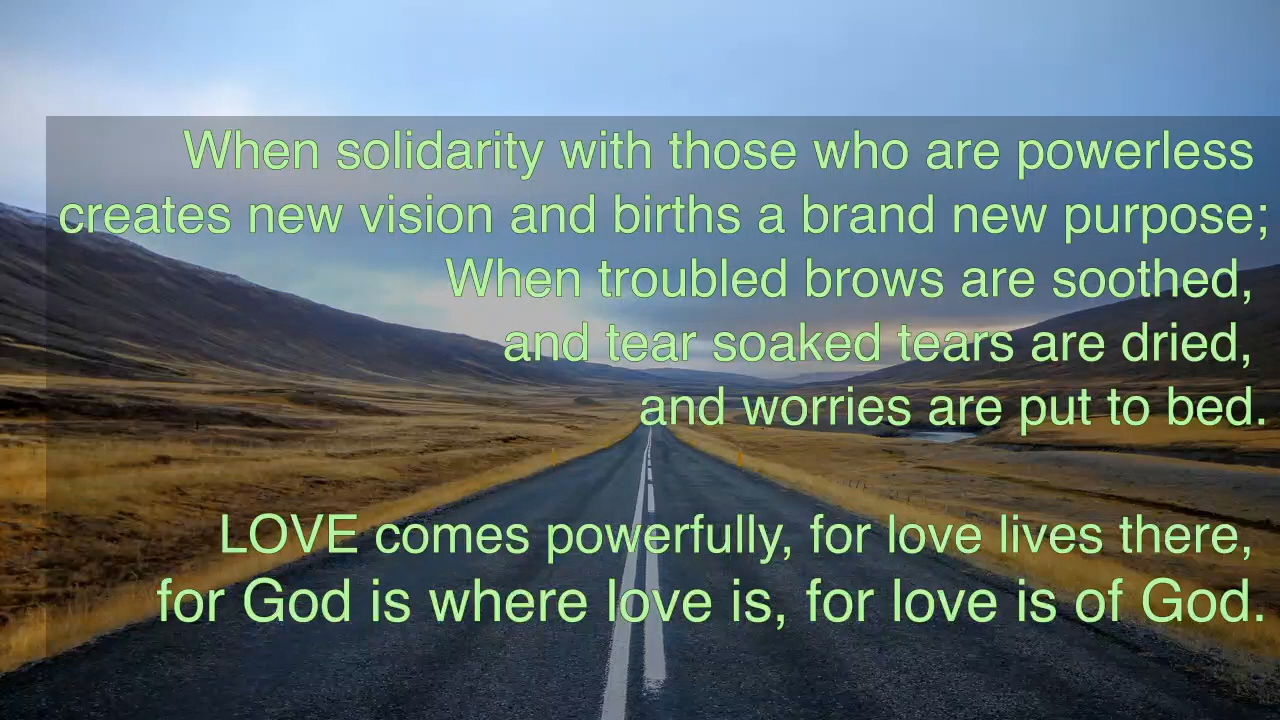 When solidarity with those who are powerless
creates new vision and births a brand new purpose;
When troubled brows are soothed,
and tear soaked tears are dried,
and worries are put to bed.
LOVE comes powerfully, for love lives there,
for God is where love is, for love is of God.